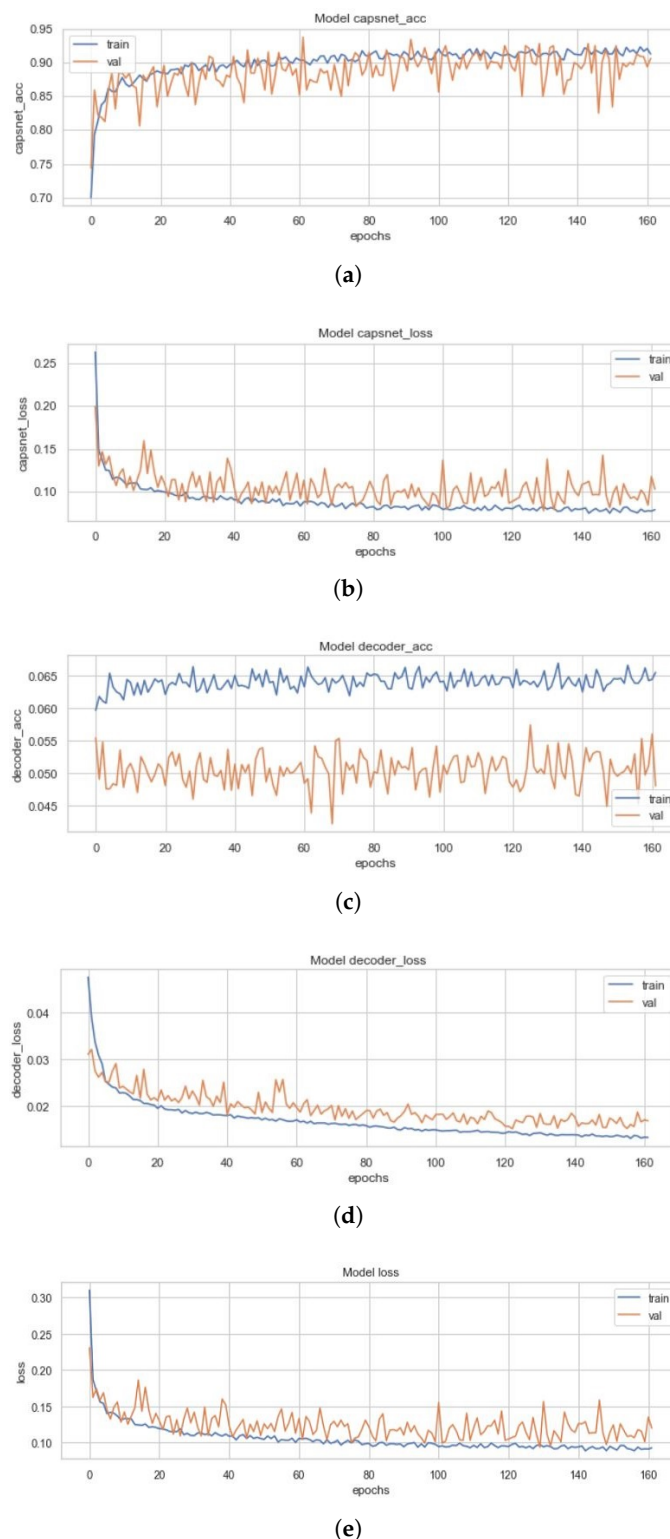 Model capsnet_acc
train
val
capsnet_acc
0.95
0.90
0.85
0.80
0.75
0.70
0 20 40 60 80 100 120 140 160
epochs
(a)
Model capsnet_loss
train
val
capsnet_loss
0.25
0.20
0.15
0.10
0 20 40 60 80 100 120 140 160
epochs
(b)
Model decoder_acc
decoder_acc
0.065
0.060
0.055
0.050
0.045
train
val
0 20 40 60 80 100 120 140 160
epochs
(c)
Model decoder_loss
train
val
decoder_loss
0.04
0.03
0.02
0 20 40 60 80 100 120 140 160
epochs
(d)
Model loss
train
val
loss
0.30
0.25
0.20
0.15
0.10
0 20 40 60 80 100 120 140 160
epochs
(e)